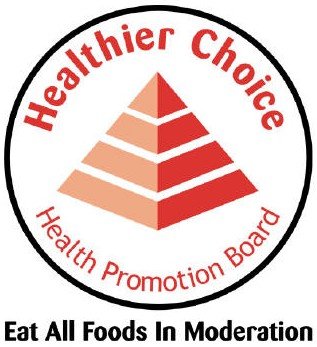 Healthier Choice
Health Promotion Board
Eat All Foods In Moderation